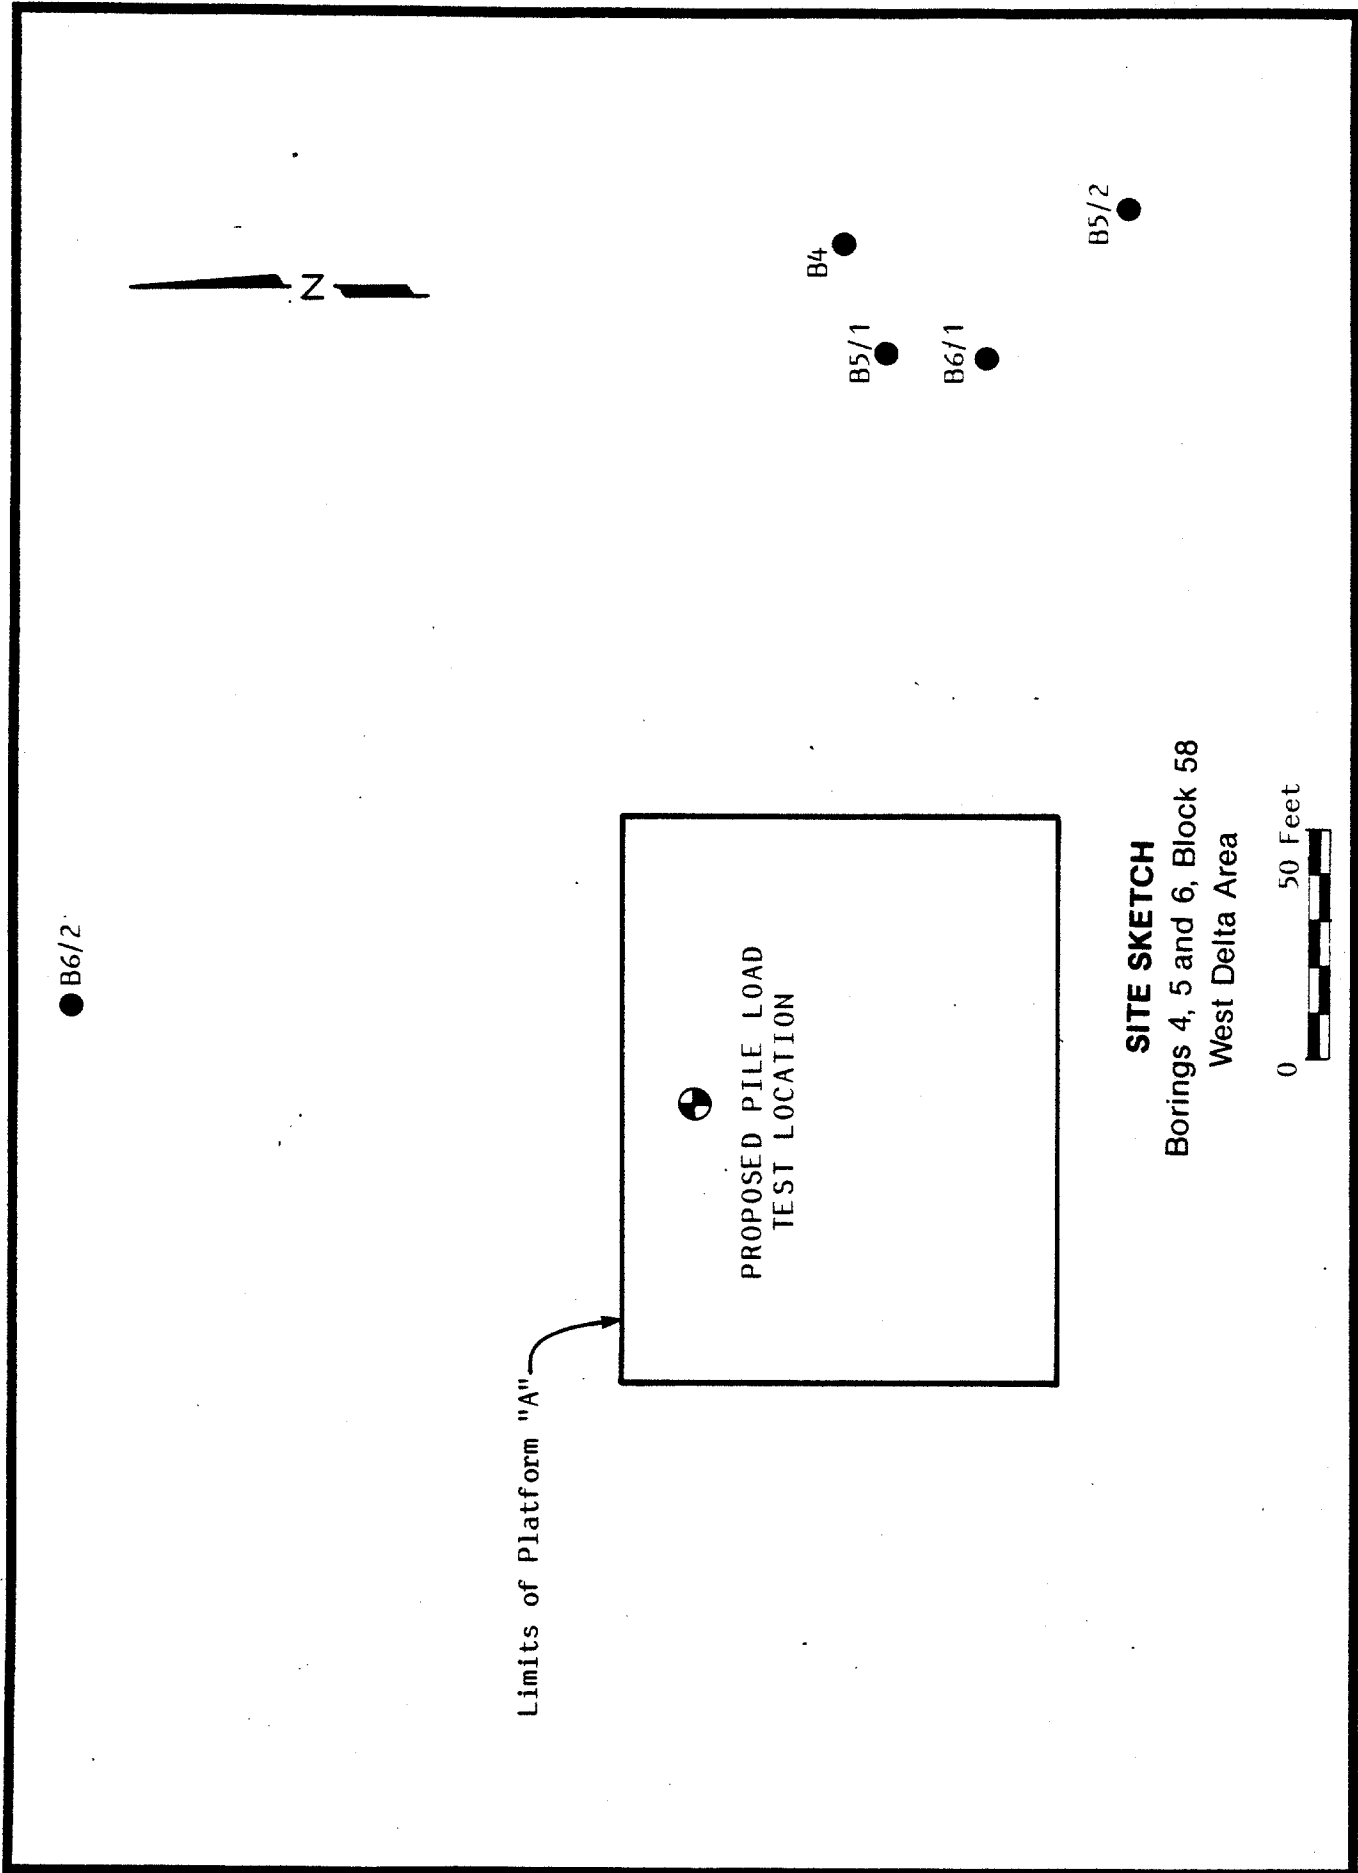 B6/2
N
Limits of Platform "A"
PROPOSED PILE LOAD
TEST LOCATION
B4
B5/1
B6/1
B5/2
SITE SKETCH
Borings 4, 5 and 6, Block 58
West Delta Area
0 50 Feet